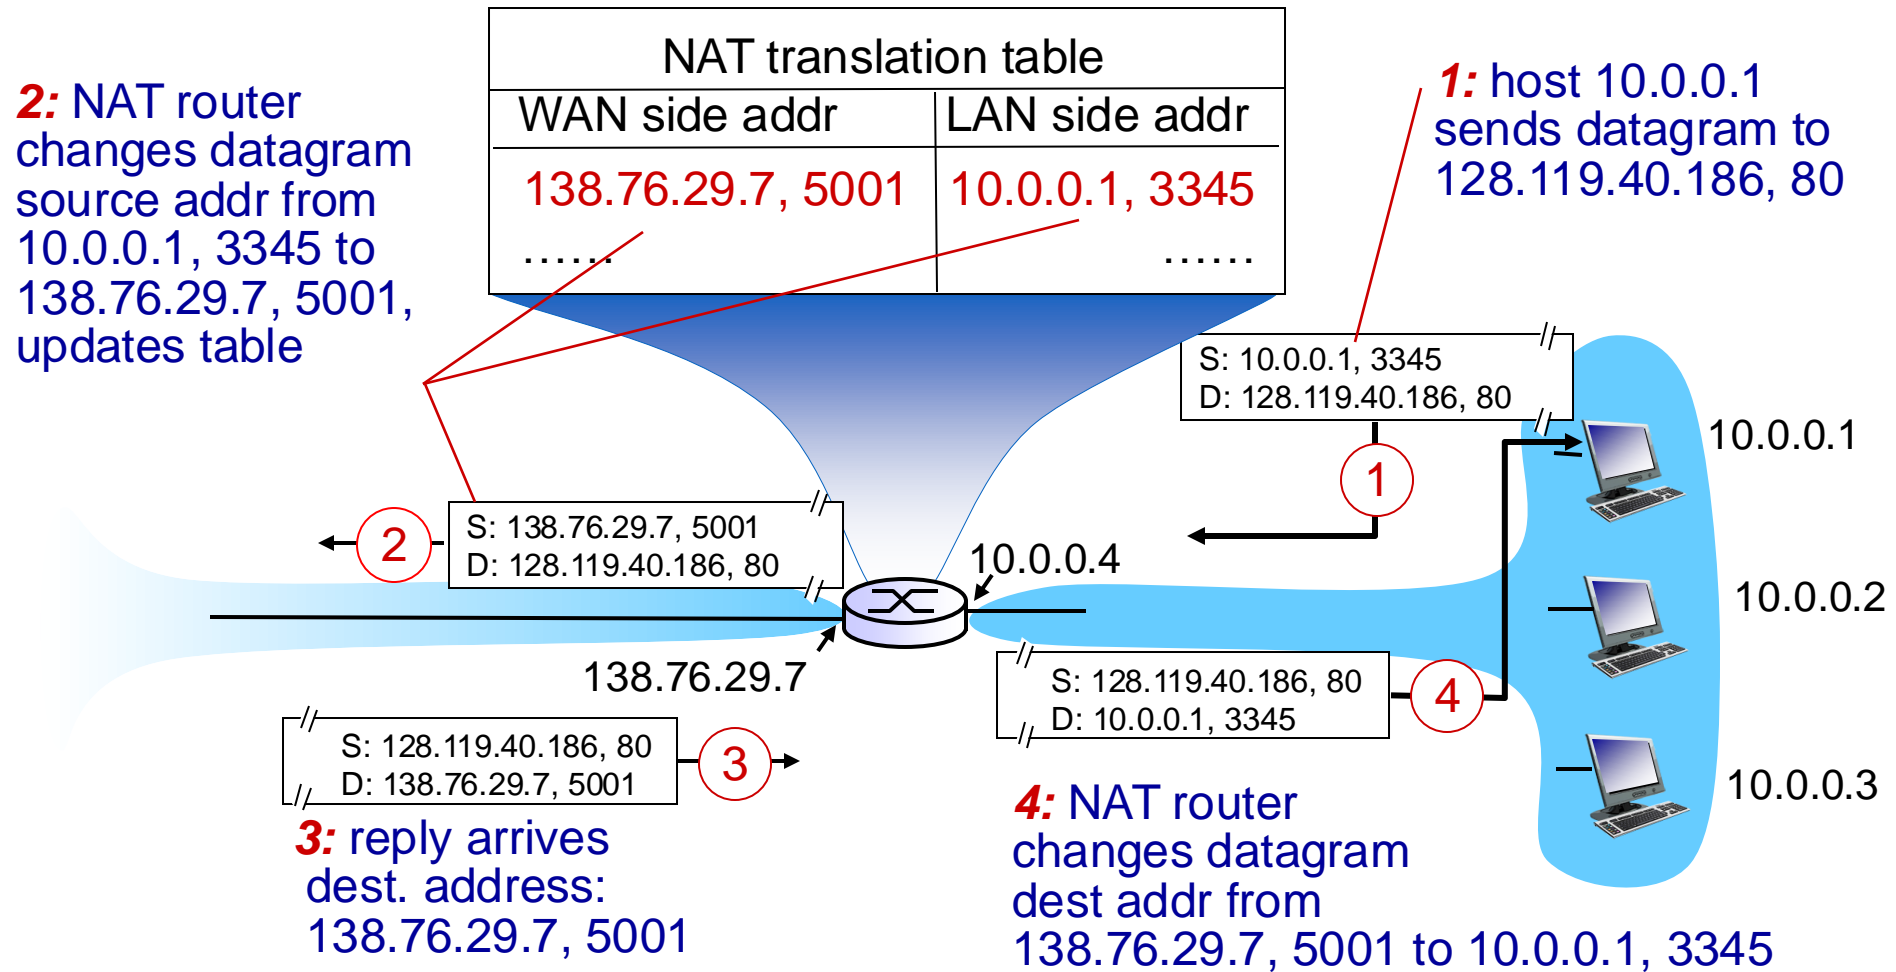 NAT translation table
WAN side addr
LAN side addr
138.76.29.7, 5001
10.0.0.1, 3345
......
......
2: NAT router
changes datagram
source addr from
10.0.0.1, 3345 to
138.76.29.7, 5001,
updates table
1: host 10.0.0.1
sends datagram to
128.119.40.186, 80
S: 10.0.0.1, 3345
D: 128.119.40.186, 80
1
10.0.0.1
2
S: 138.76.29.7, 5001
D: 128.119.40.186, 80
10.0.0.4
10.0.0.2
138.76.29.7
S: 128.119.40.186, 80
D: 10.0.0.1, 3345
4
S: 128.119.40.186, 80
D: 138.76.29.7, 5001
3
10.0.0.3
3: reply arrives
dest. address:
138.76.29.7, 5001
4: NAT router
changes datagram
dest addr from
138.76.29.7, 5001 to 10.0.0.1, 3345